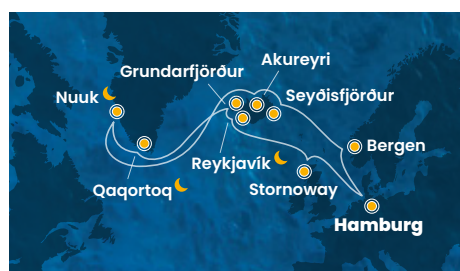 Akureyri
Grundarfjörður
Nuuk
Seyðisfjörður
Bergen
Reykjavík
Qaqortoq
Stornoway
Hamburg